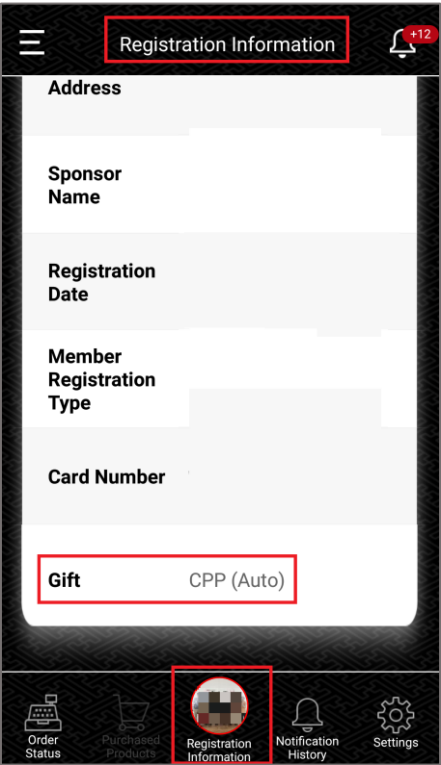 Registration Information
+12
Address
Sponsor
Name
Registration
Date
Member
Registration
Type
Card Number
Gift CPP (Auto)
Order
Status
Purchased
Products
Registration
Information
Notification
History
Settings